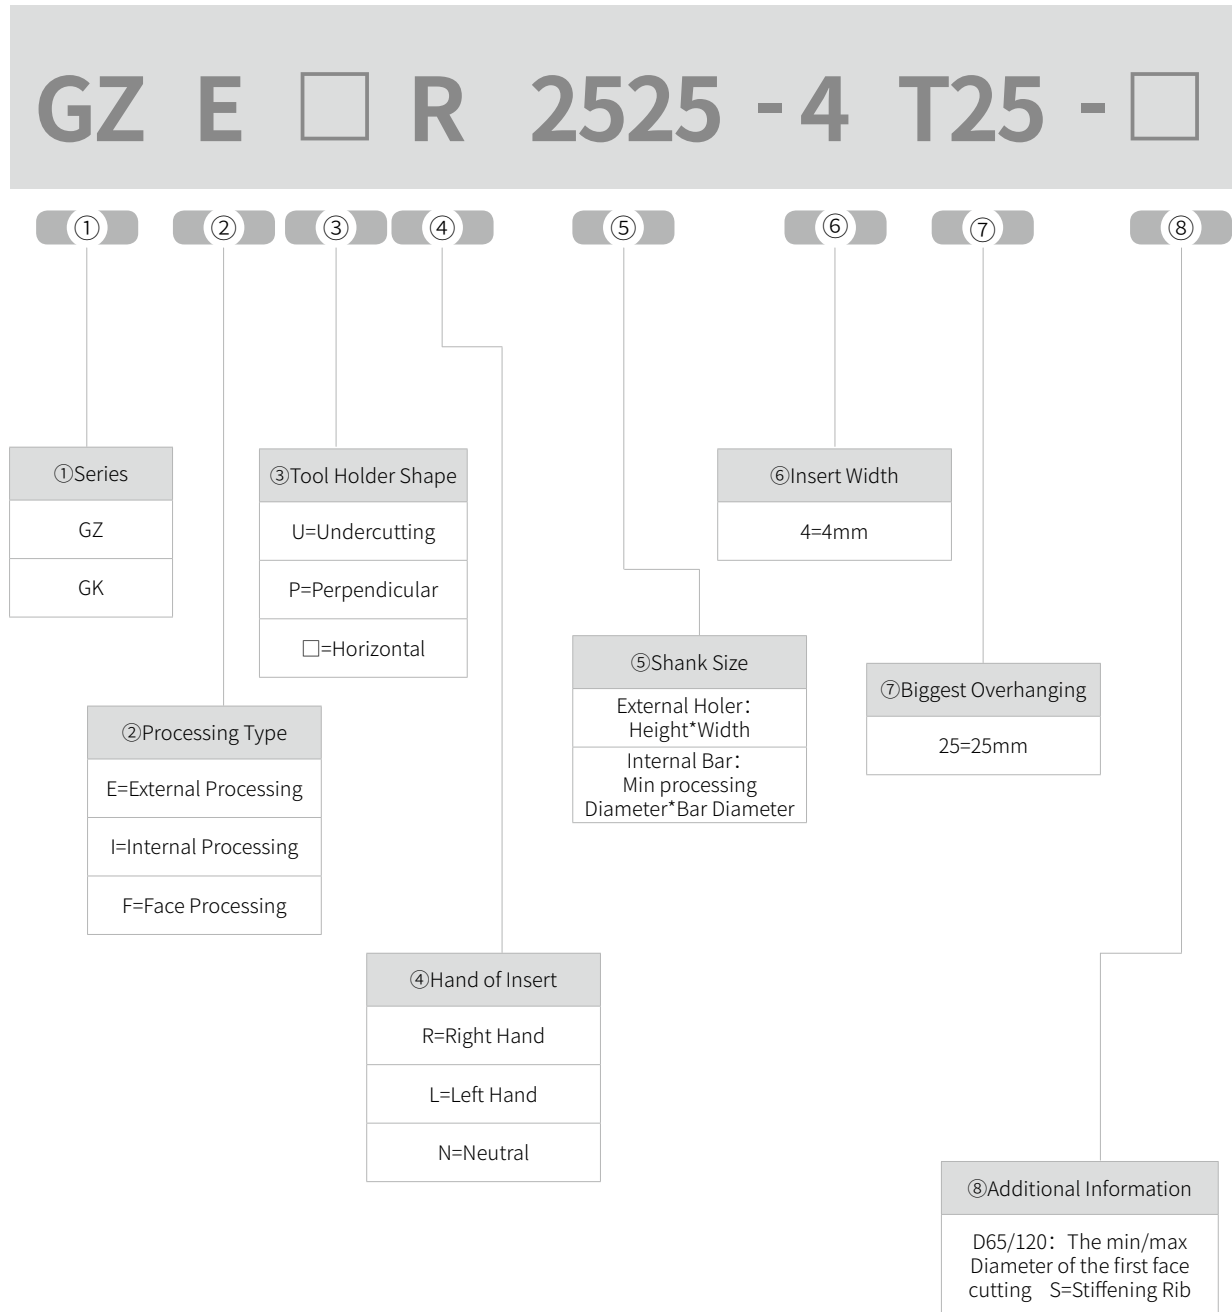 GZ E □ R 2525 - 4 T25 - □
① ② ③ ④ ⑤ ⑥ ⑦ ⑧
①Series
GZ
GK
③Tool Holder Shape
U=Undercutting
P=Perpendicular
□=Horizontal
⑥Insert Width
4=4mm
⑤Shank Size
External Holer:
Height*Width
Internal Bar:
Min processing
Diameter*Bar Diameter
⑦Biggest Overhanging
25=25mm
②Processing Type
E=External Processing
I=Internal Processing
F=Face Processing
④Hand of Insert
R=Right Hand
L=Left Hand
N=Neutral
⑧Additional Information
D65/120: The min/max
Diameter of the first face
cutting S=Stiffening Rib